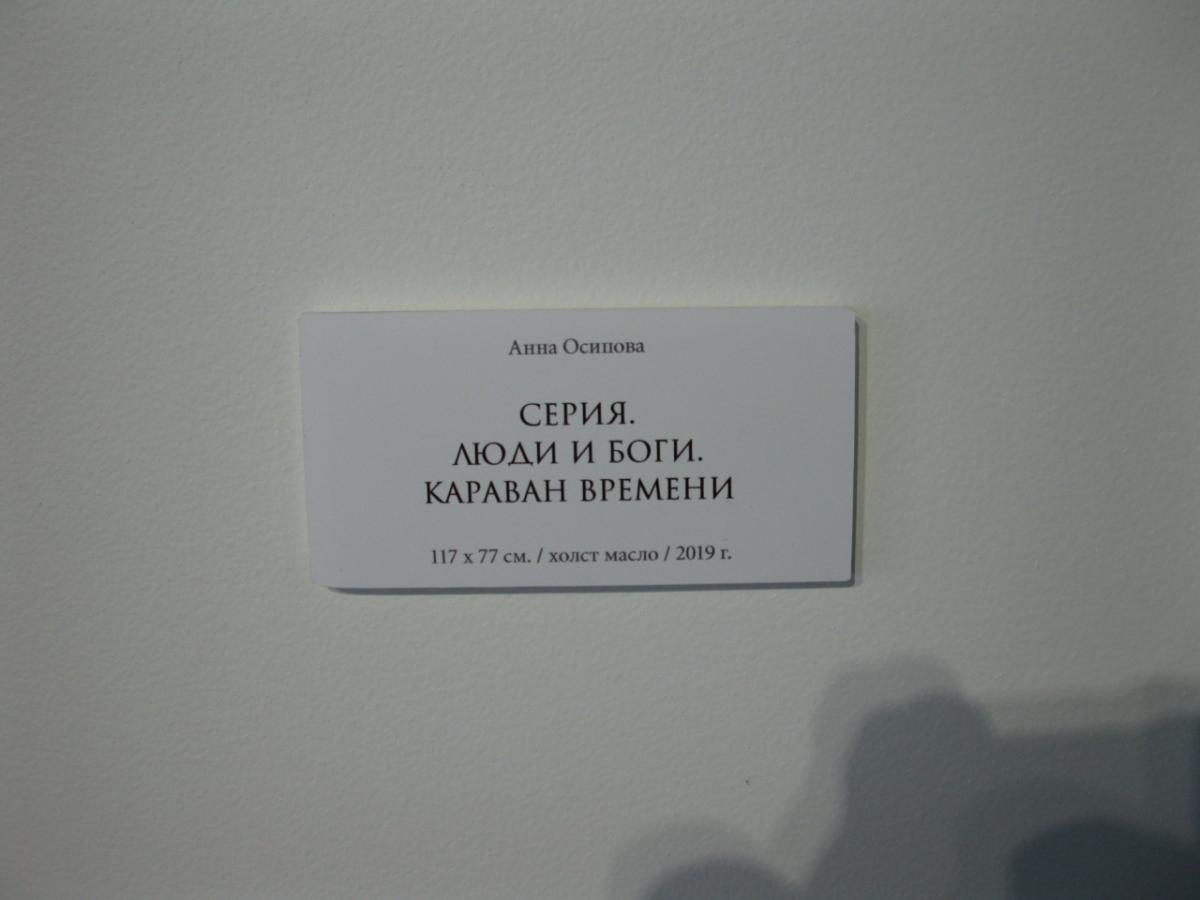 Анна Осипова
СЕРИЯ.
ЛЮДИ И БОГИ.
КАРАВАН ВРЕМЕНИ
117 x 77 см. / холст масло / 2019 г.